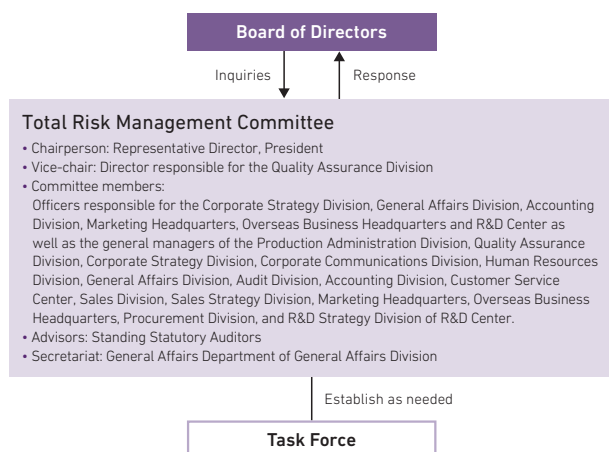 Board of Directors
Inquiries
Response
Total Risk Management Committee
• Chairperson: Representative Director, President
• Vice-chair: Director responsible for the Quality Assurance Division
• Committee members:
Officers responsible for the Corporate Strategy Division, General Affairs Division, Accounting
Division, Marketing Headquarters, Overseas Business Headquarters and R&D Center as
well as the general managers of the Production Administration Division, Quality Assurance
Division, Corporate Strategy Division, Corporate Communications Division, Human Resources
Division, General Affairs Division, Audit Division, Accounting Division, Customer Service
Center, Sales Division, Sales Strategy Division, Marketing Headquarters, Overseas Business
Headquarters, Procurement Division, and R&D Strategy Division of R&D Center.
• Advisors: Standing Statutory Auditors
• Secretariat: General Affairs Department of General Affairs Division
Establish as needed
Task Force